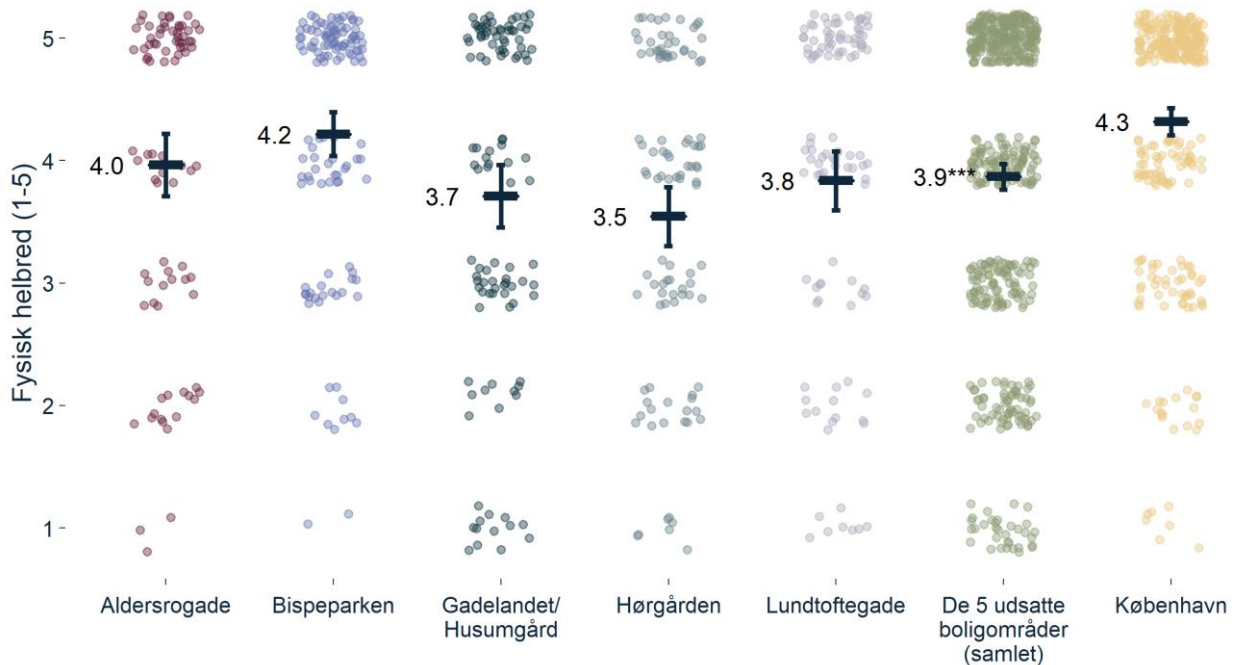 Fysisk helbred (1-5)
5
4
3
2
1
4.0
4.2
3.7
3.5
3.8
3.9***
4.3
Aldersrogade
Bispeparken
Gadelandet/
Husumgård
Hørgården
Lundtoftegade
De 5 udsatte
boligområder
(samlet)
København